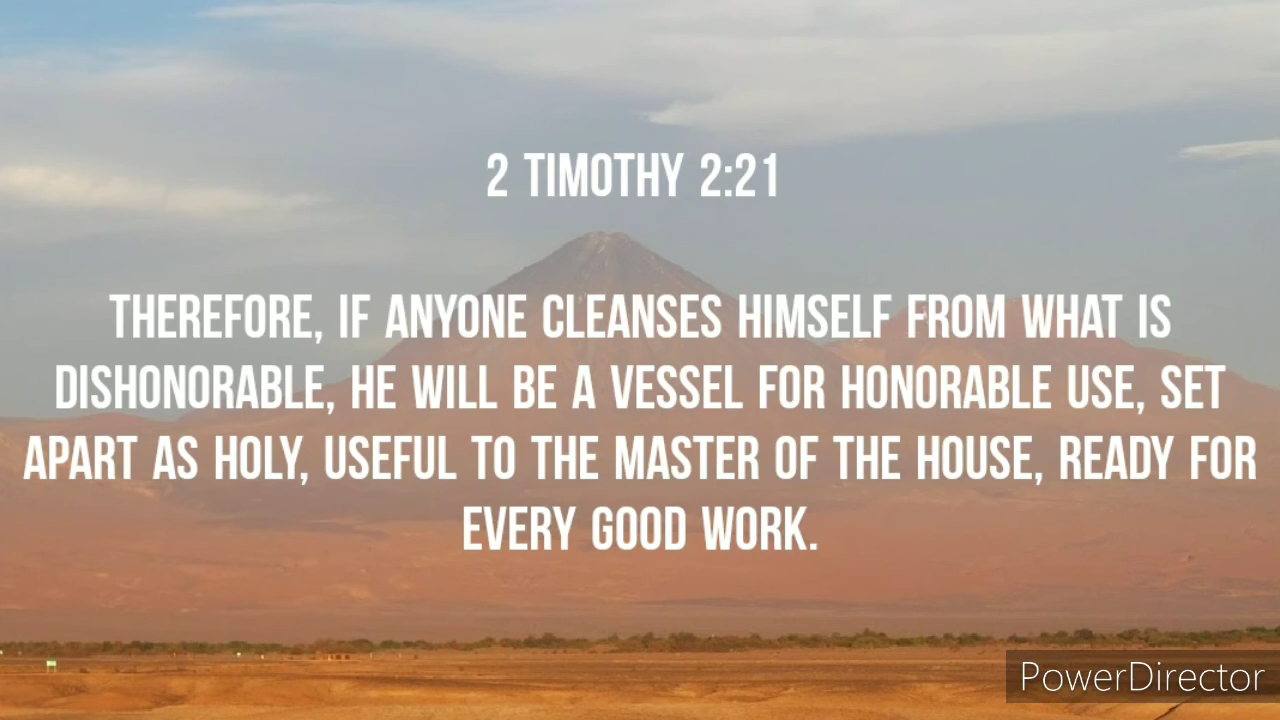 2 TIMOTHY 2:21
THEREFORE, IF ANYONE CLEANSES HIMSELF FROM WHAT IS
DISHONORABLE, HE WILL BE A VESSEL FOR HONORABLE USE, SET
APART AS HOLY, USEFUL TO THE MASTER OF THE HOUSE, READY FOR
EVERY GOOD WORK.
PowerDirector